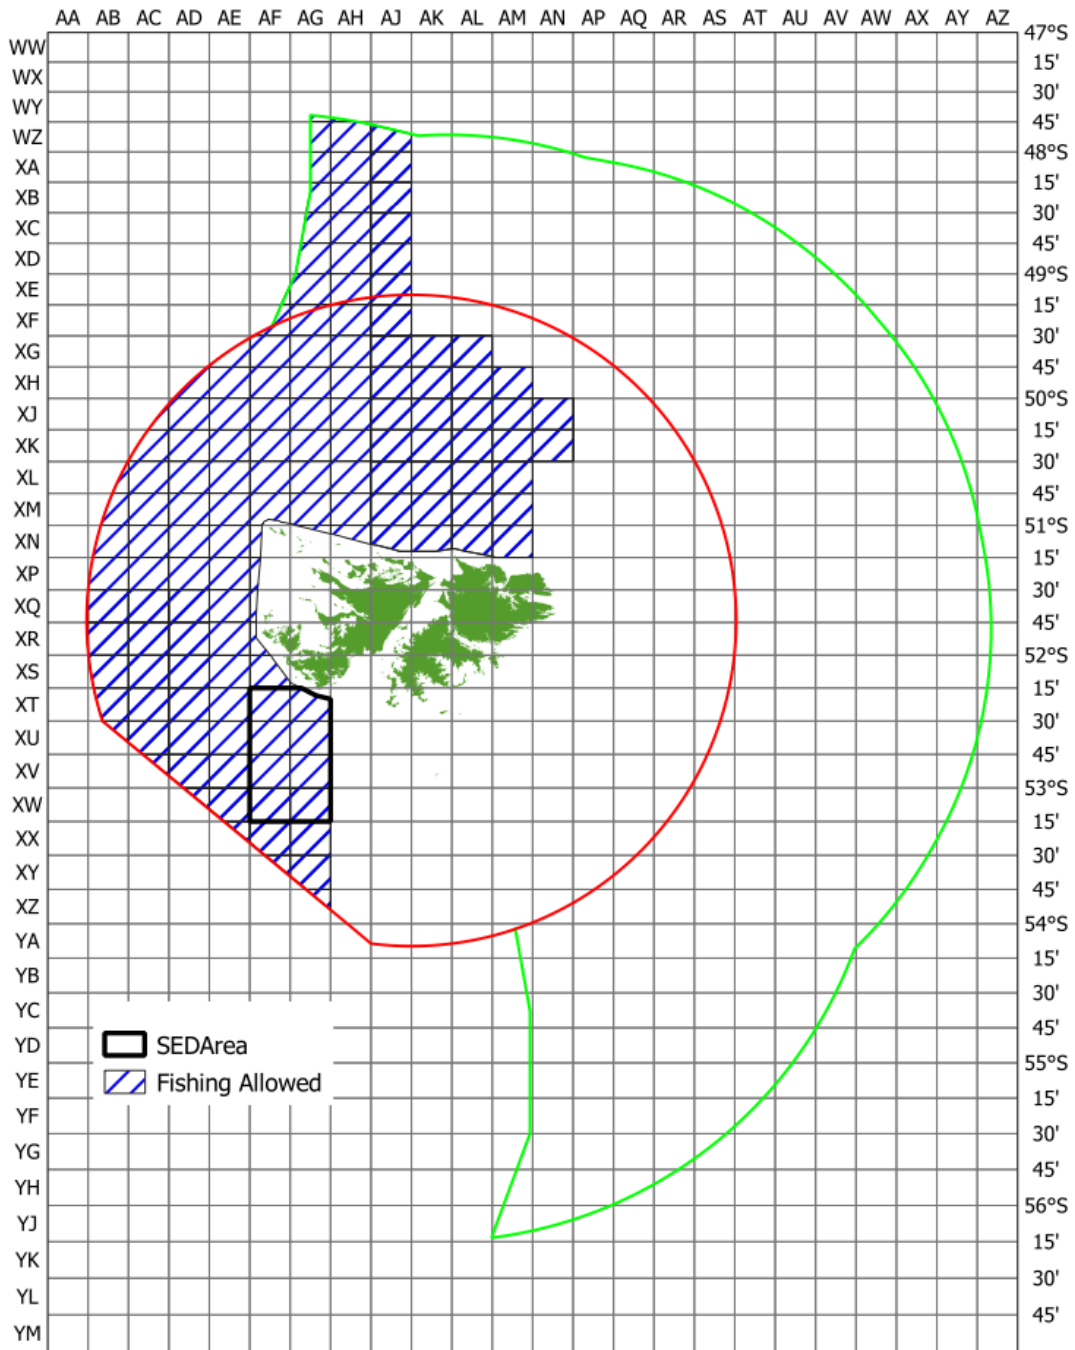 AA AB AC AD AE AF AG AH AJ AK AL AM AN AP AQ AR AS AT AU AV AW AX AY AZ
47°S
WW
15'
WX
30'
WY
45'
WZ
48°S
XA
15'
XB
30'
XC
45'
XD
49°S
XE
15'
XF
30'
XG
45'
XH
50°S
XJ
15'
XK
30'
XL
45'
XM
51°S
XN
15'
XP
30'
XQ
45'
XR
52°S
XS
15'
XT
30'
XU
45'
XV
53°S
XW
15'
XX
30'
XY
45'
XZ
54°S
YA
15'
YB
30'
YC
45'
YD
SEDArea
55°S
YE
Fishing Allowed
15'
YF
30'
YG
45'
YH
56°S
YJ
15'
YK
30'
YL
45'
YM